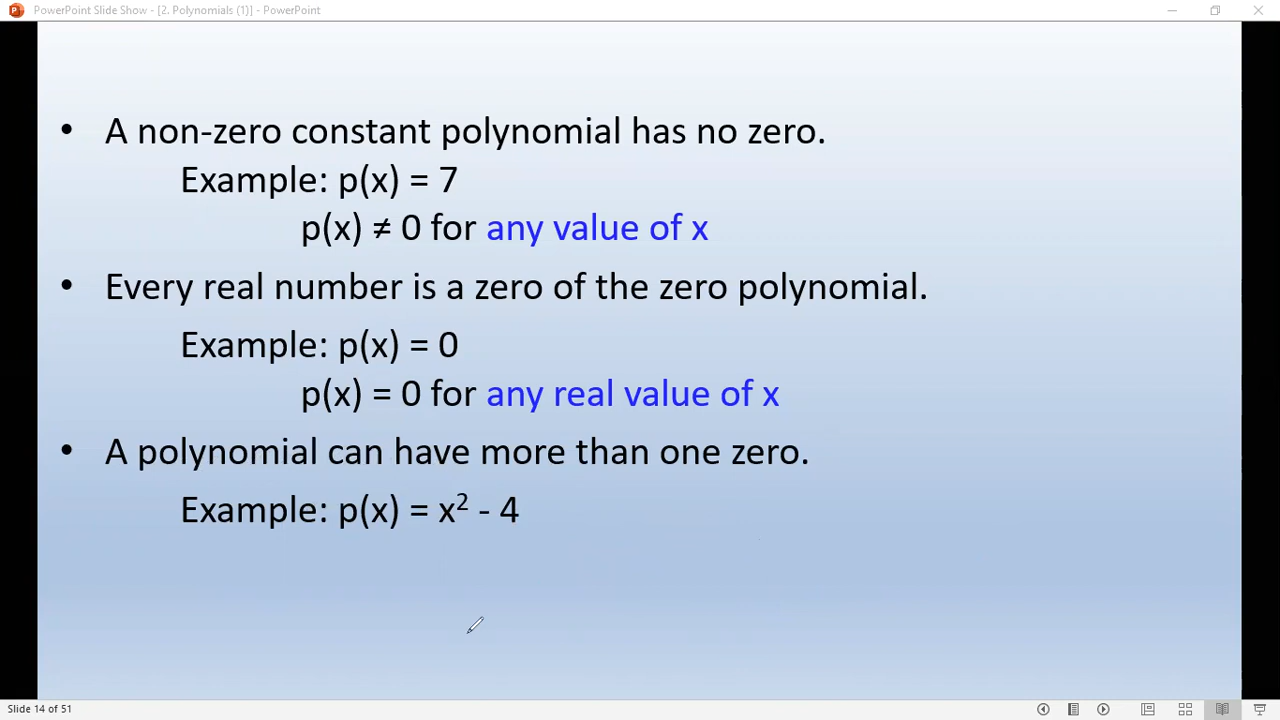 PowerPoint Slide Show - [2. Polynomials (1)] - PowerPoint
• A non-zero constant polynomial has no zero.
Example: p(x) = 7
p(x) ≠ 0 for any value of x
• Every real number is a zero of the zero polynomial.
Example: p(x) = 0
p(x) = 0 for any real value of x
• A polynomial can have more than one zero.
Example: p(x) = x² - 4
Slide 14 of 51